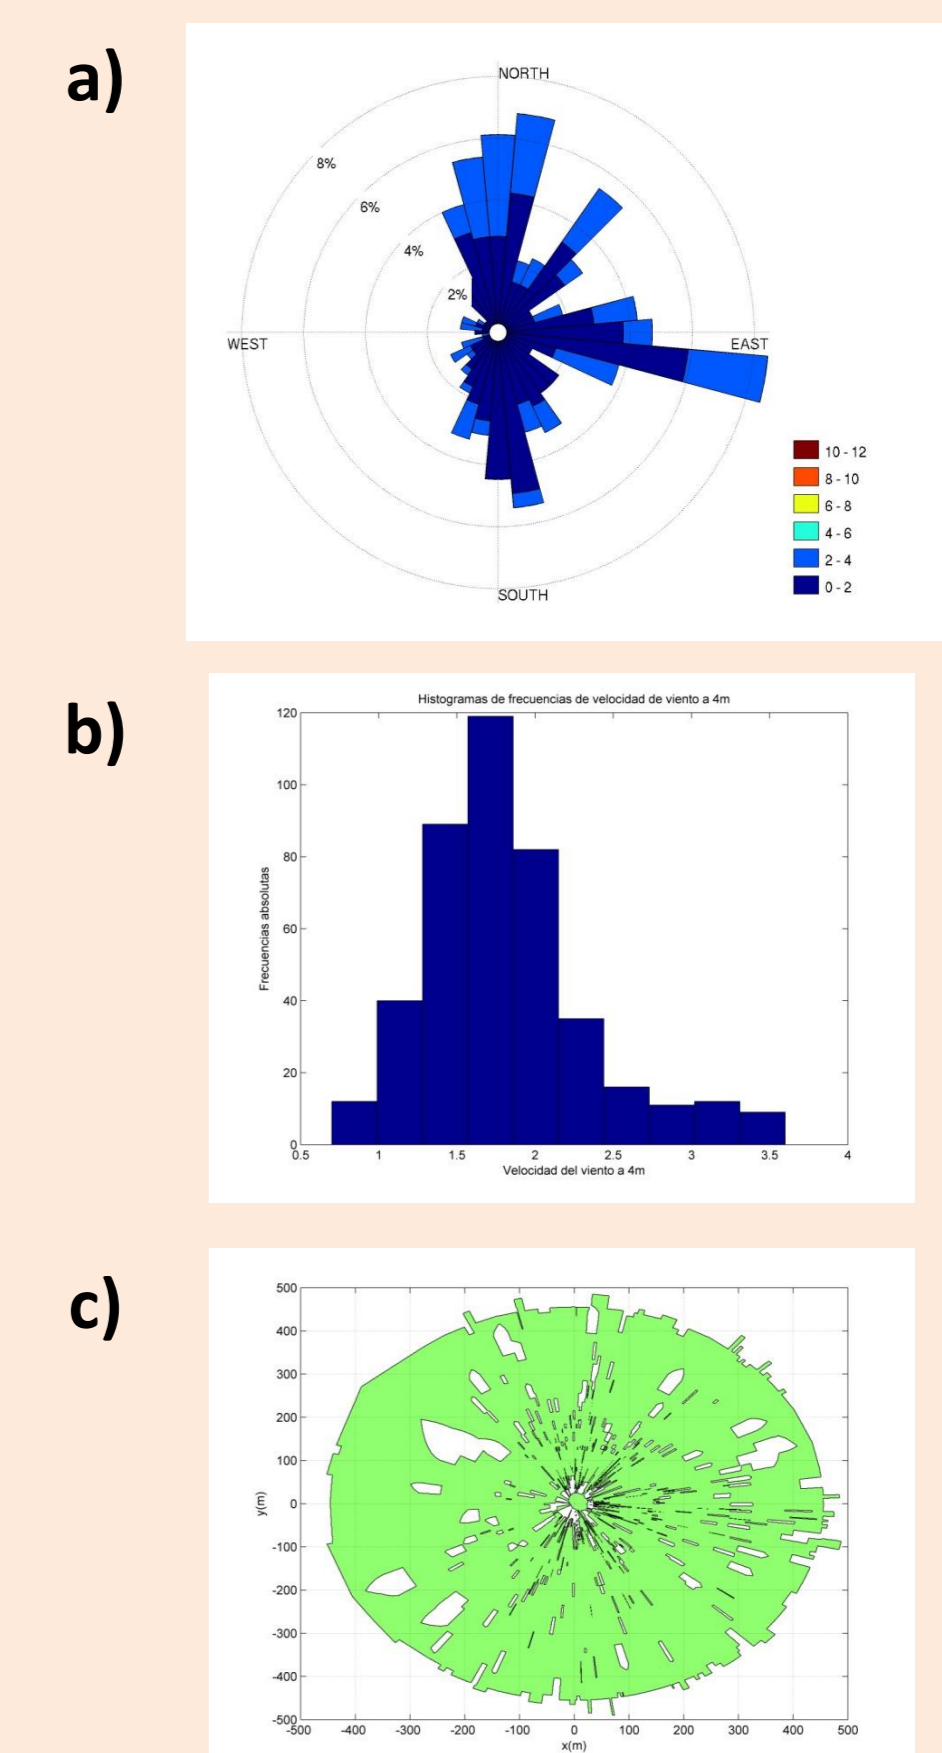 a)
NORTH
8%
6%
4%
2%
WEST
EAST
SOUTH
10 - 12
8 - 10
6 - 8
4 - 6
2 - 4
0 - 2
b)
Histogramas de frecuencias de velocidad de viento a 4m
120
100
80
60
40
20
0
Frecuencias absolutas
0.5 1 1.5 2 2.5 3 3.5 4
Velocidad del viento a 4m
c)
500
400
300
200
100
0
-100
-200
-300
-400
-500
y(m)
-500 -400 -300 -200 -100 0 100 200 300 400 500
x(m)